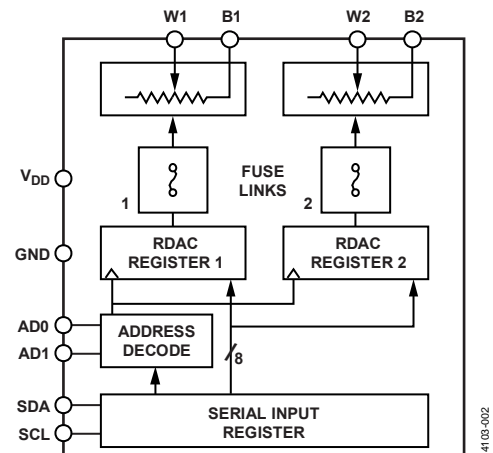 W1 B1 W2 B2
V_DD
FUSE
LINKS
1
2
GND
RDAC
REGISTER 1
RDAC
REGISTER 2
AD0
AD1
ADDRESS
DECODE
8
SDA
SCL
SERIAL INPUT
REGISTER
4103-002